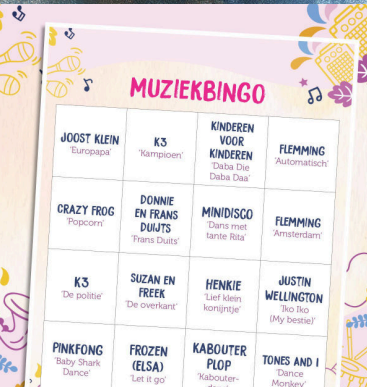 MUZIEKBINGO
JOOST KLEIN
'Europapa'
K3
'Kampioen'
KINDEREN
VOOR
KINDEREN
'Daba Die
Daba Daa'
FLEMMING
'Automatisch'
CRAZY FROG
'Popcorn'
DONNIE
EN FRANS
DUIJTS
'Frans Duits'
MINIDISCO
'Dans met
tante Rita'
FLEMMING
'Amsterdam'
K3
'De politie'
SUZAN EN
FREEK
'De overkant'
HENKIE
'Lief klein
konijntje'
JUSTIN
WELLINGTON
'Iko Iko
(My bestie)'
PINKFONG
'Baby Shark
Dance'
FROZEN
(ELSA)
'Let it go'
KABOUTER
PLOP
'Kabouter-
TONES AND I
'Dance
Monkey'